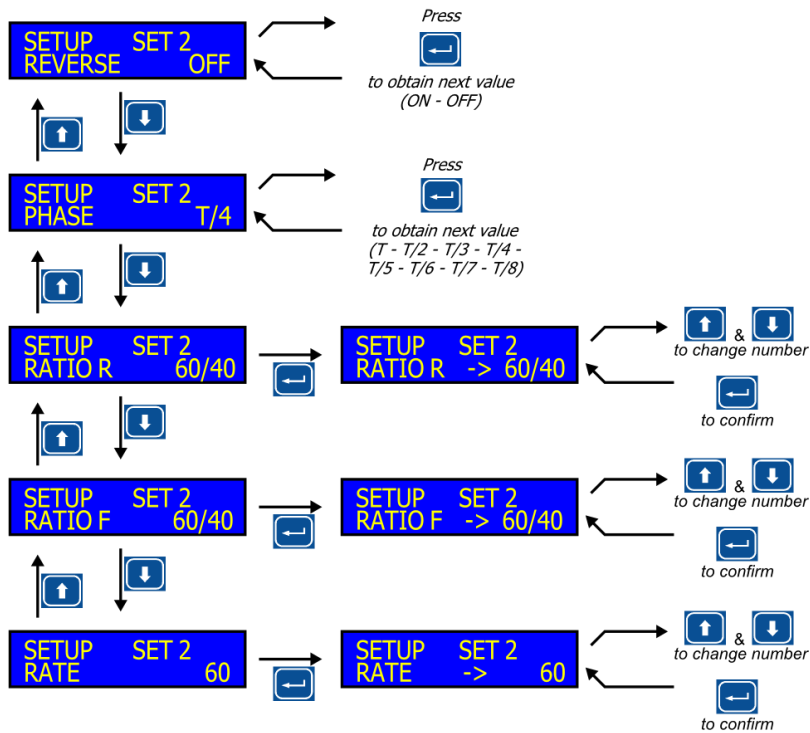 SETUP SET 2
REVERSE OFF
Press
to obtain next value
(ON - OFF)
SETUP SET 2
PHASE T/4
Press
to obtain next value
(T - T/2 - T/3 - T/4 -
T/5 - T/6 - T/7 - T/8)
SETUP SET 2
RATIO R 60/40
SETUP SET 2
RATIO R -> 60/40
&
to change number
to confirm
SETUP SET 2
RATIO F 60/40
SETUP SET 2
RATIO F -> 60/40
&
to change number
to confirm
SETUP SET 2
RATE 60
SETUP SET 2
RATE -> 60
&
to change number
to confirm